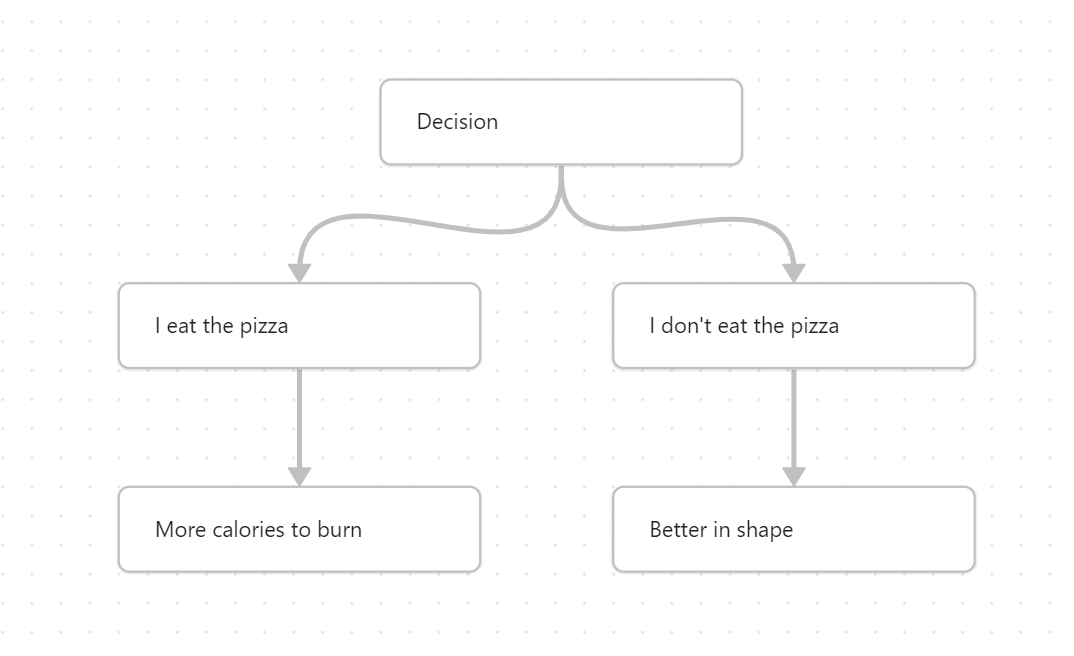 Decision
I eat the pizza
I don't eat the pizza
More calories to burn
Better in shape